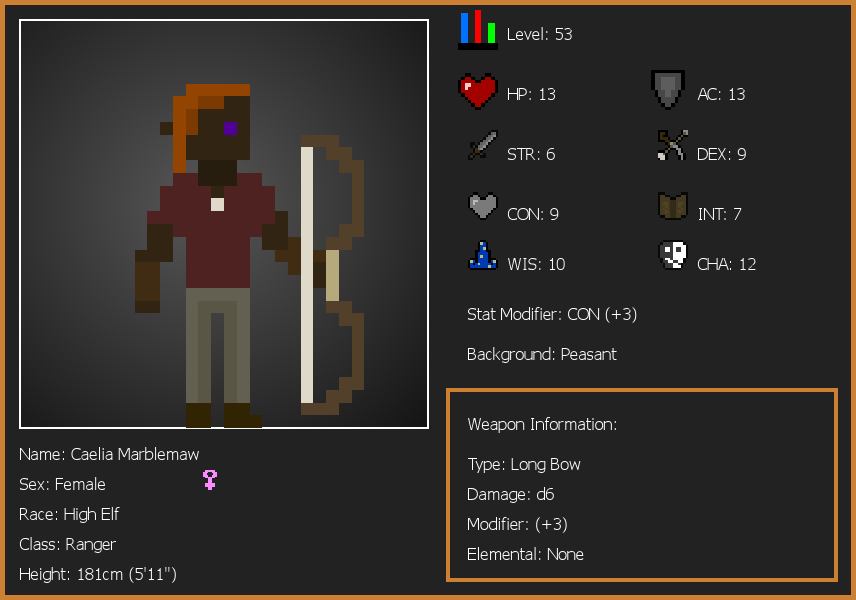 Level: 53
HP: 13
AC: 13
STR: 6
DEX: 9
CON: 9
INT: 7
WIS: 10
CHA: 12
Stat Modifier: CON (+3)
Background: Peasant
Weapon Information:
Type: Long Bow
Damage: d6
Modifier: (+3)
Elemental: None
Name: Caelia Marblemaw
Sex: Female
Race: High Elf
Class: Ranger
Height: 181cm (5'11")